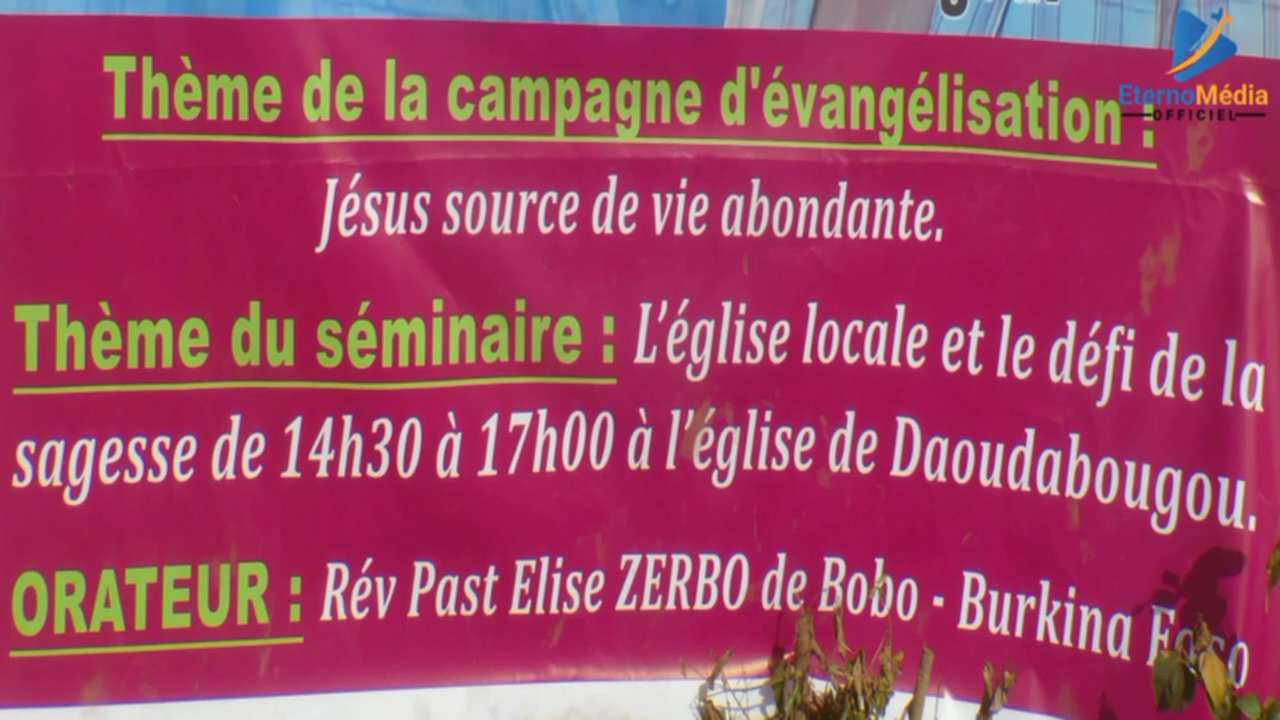 EternoMédia
OFFICIEL
Thème de la campagne d'évangélisation :
Jésus source de vie abondante.
Thème du séminaire : L'église locale et le défi de la
sagesse de 14h30 à 17h00 à l'église de Daoudabougou.
ORATEUR : Rév Past Elise ZERBO de Bobo - Burkina Faso